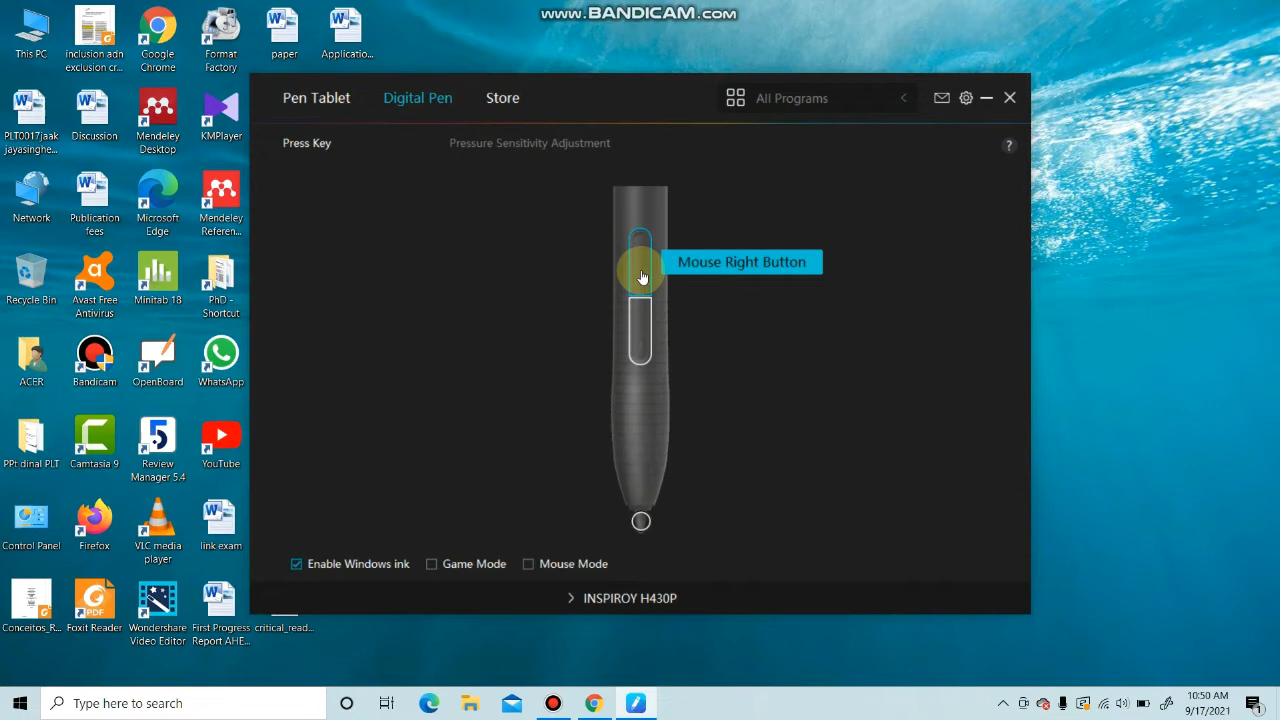 www.BANDICAM.com
This PC
inclusion adn
exclusion cr...
Google
Chrome
Format
Factory
paper
Applicatio...
PLT0017jaak
jayasinghe...
Discussion
Mendeley
Desktop
KMPlayer
Network
Publication
fees
Microsoft
Edge
Mendeley
Referen...
Recycle Bin
Avast Free
Antivirus
Minitab 18
PhD -
Shortcut
ACER
Bandicam
OpenBoard
WhatsApp
PPt dinal PLT
Camtasia 9
5
Review
Manager 5.4
YouTube
Control Panel
Firefox
VLC media
player
link exam
Conceitos_R...
PDF
Foxit Reader
Wondershare
Video Editor
First Progress
Report AHE...
critical_read...
Pen Tablet
Digital Pen
Store
All Programs
Press Key
Pressure Sensitivity Adjustment
?
Mouse Right Button
Enable Windows ink
Game Mode
Mouse Mode
INSPIROY H430P
Type here to search
10:50 AM
9/17/2021
1